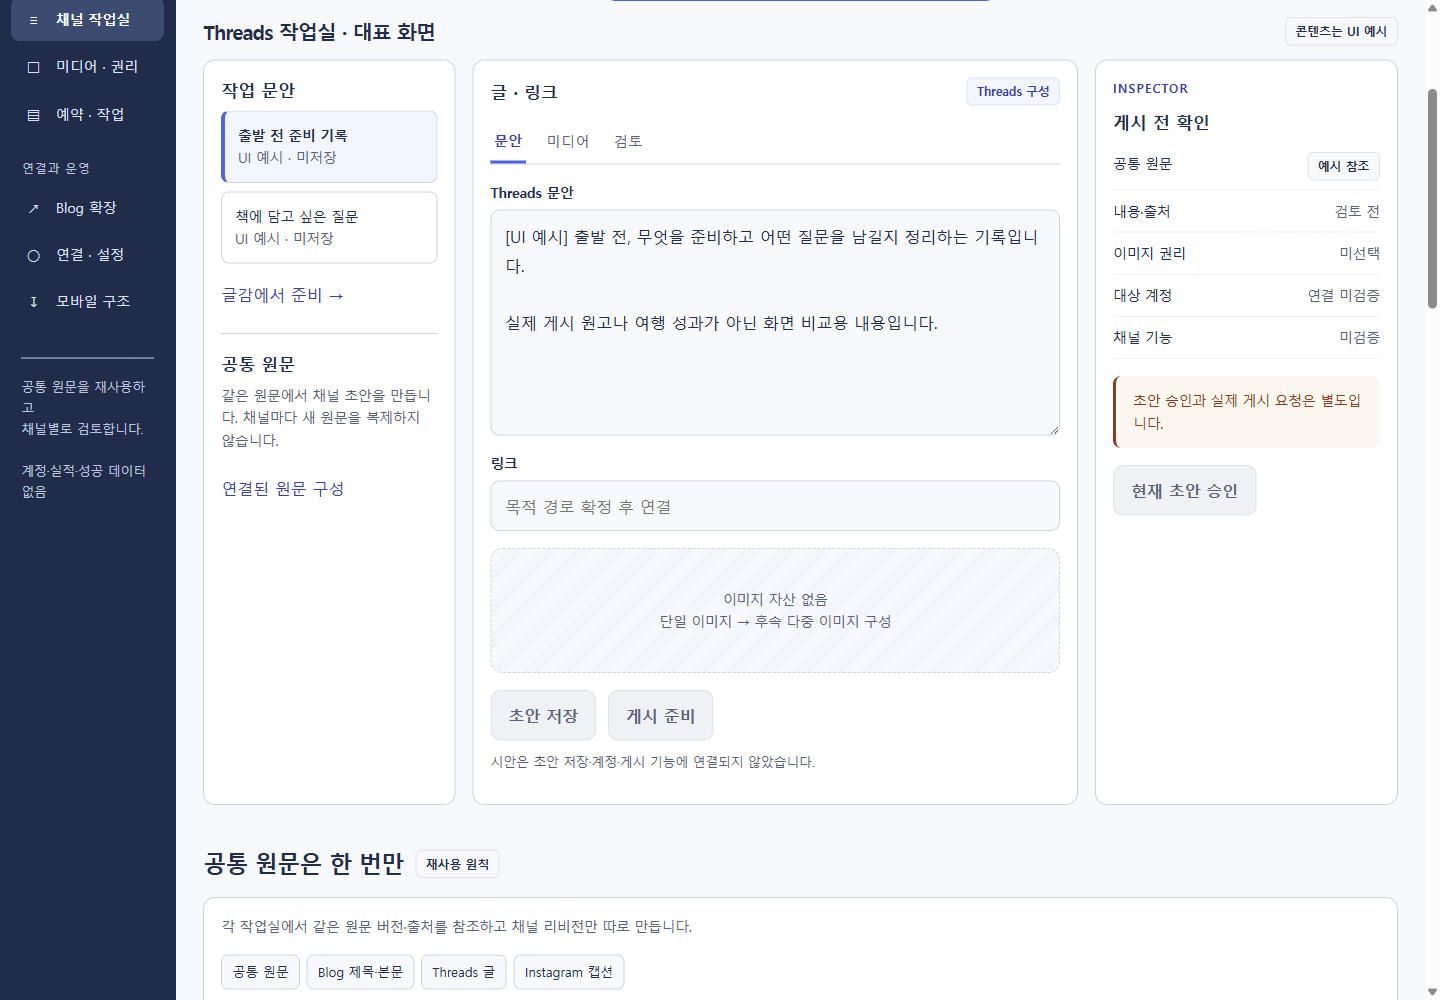 채널 작업실
미디어 · 권리
예약 · 작업
연결과 운영
Blog 확장
연결 · 설정
모바일 구조
공통 원문을 재사용하
고
채널별로 검토합니다.
계정·실적·성공 데이터
없음
Threads 작업실 · 대표 화면
콘텐츠는 UI 예시
작업 문안
출발 전 준비 기록
UI 예시 · 미저장
책에 담고 싶은 질문
UI 예시 · 미저장
글감에서 준비 →
공통 원문
같은 원문에서 채널 초안을 만듭니
다. 채널마다 새 원문을 복제하지
않습니다.
연결된 원문 구성
글 · 링크
Threads 구성
문안
미디어
검토
Threads 문안
[UI 예시] 출발 전, 무엇을 준비하고 어떤 질문을 남길지 정리하는 기록입니
다.
실제 게시 원고나 여행 성과가 아닌 화면 비교용 내용입니다.
링크
목적 경로 확정 후 연결
이미지 자산 없음
단일 이미지 → 후속 다중 이미지 구성
초안 저장
게시 준비
시안은 초안 저장·계정·게시 기능에 연결되지 않았습니다.
INSPECTOR
게시 전 확인
공통 원문
예시 참조
내용·출처
검토 전
이미지 권리
미선택
대상 계정
연결 미검증
채널 기능
미검증
초안 승인과 실제 게시 요청은 별도입
니다.
현재 초안 승인
공통 원문은 한 번만
재사용 원칙
각 작업실에서 같은 원문 버전·출처를 참조하고 채널 리비전만 따로 만듭니다.
공통 원문
Blog 제목·본문
Threads 글
Instagram 캡션